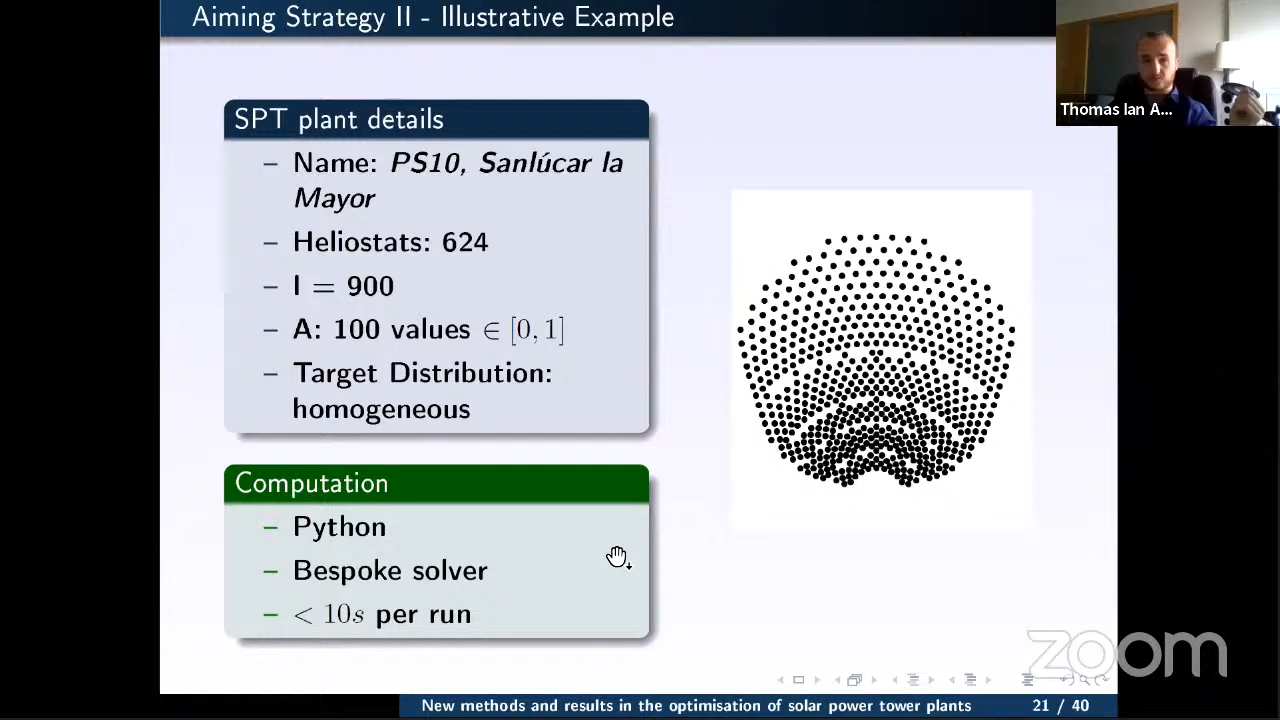 Aiming Strategy II - Illustrative Example
Thomas Ian A...
SPT plant details
– Name: PS10, Sanlúcar la
Mayor
– Heliostats: 624
– I = 900
– A: 100 values ∈ [0, 1]
– Target Distribution:
homogeneous
Computation
– Python
– Bespoke solver
– < 10s per run
zoom
New methods and results in the optimisation of solar power tower plants 21 / 40